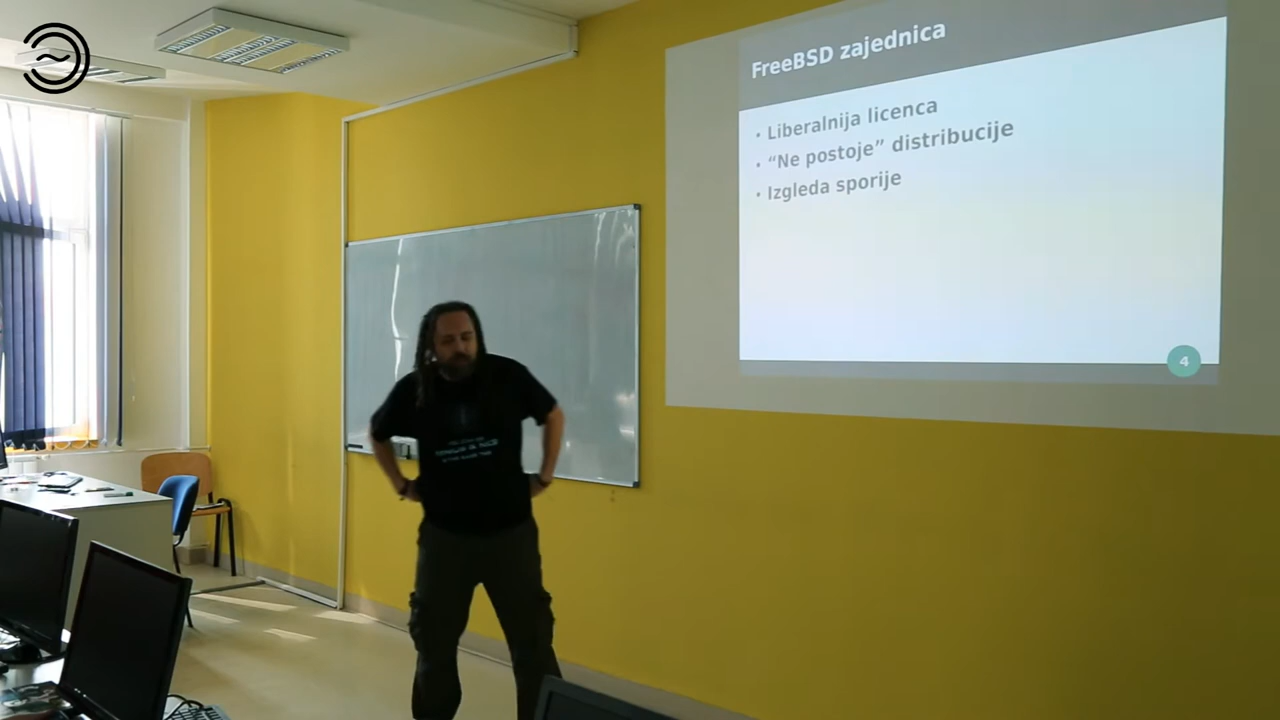 FreeBSD zajednica
• Liberalnija licenca
• “Ne postoje” distribucije
• Izgleda sporije
4